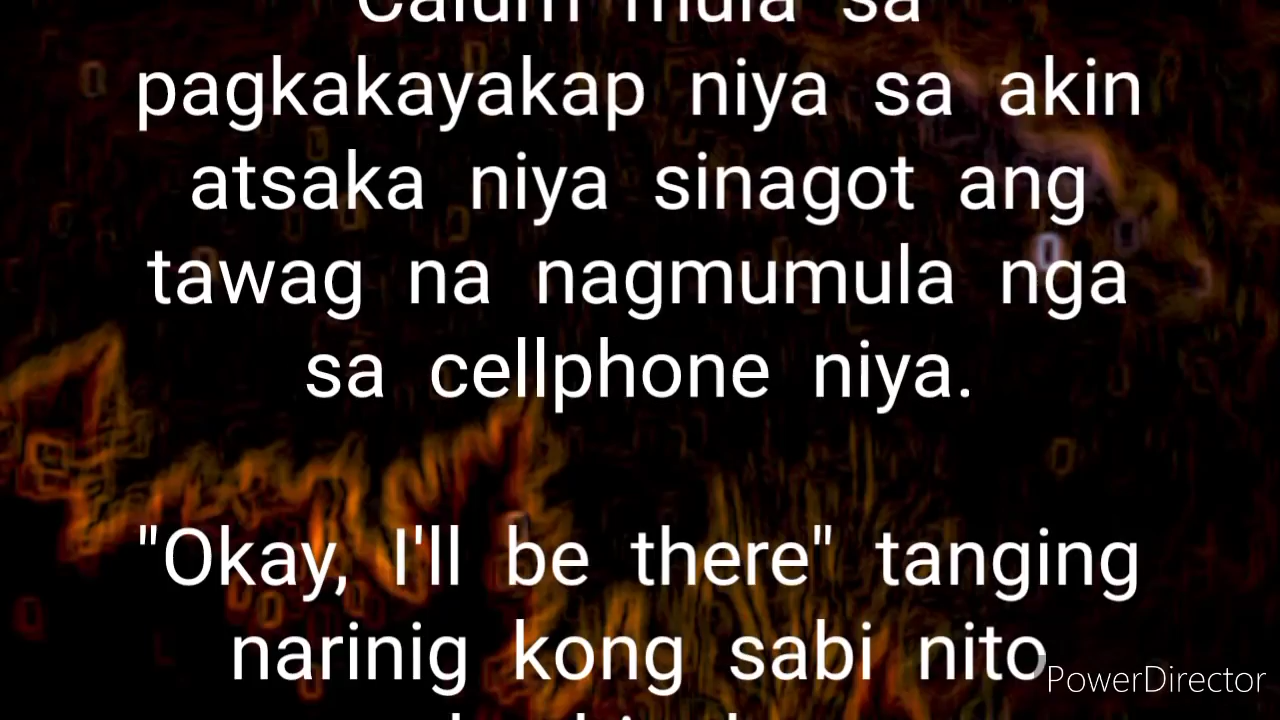 Calum mula sa
pagkakayakap niya sa akin
atsaka niya sinagot ang
tawag na nagmumula nga
sa cellphone niya.
"Okay, I'll be there" tanging
narinig kong sabi nito
PowerDirector